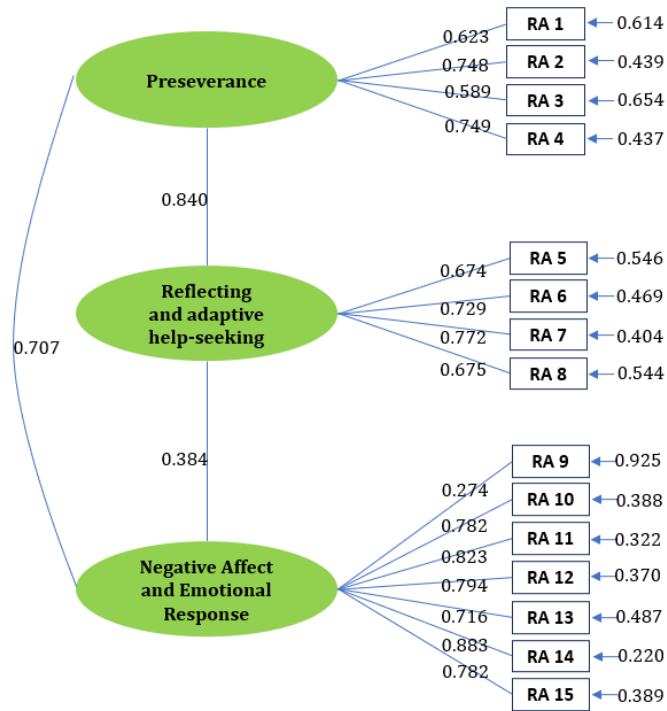 RA 1
0.614
0.623
RA 2
0.439
0.748
Preseverance
0.589
RA 3
0.654
0.749
RA 4
0.437
0.840
RA 5
0.546
0.674
Reflecting
and adaptive
help-seeking
RA 6
0.469
0.729
RA 7
0.404
0.772
0.675
RA 8
0.544
0.707
0.384
RA 9
0.925
0.274
RA 10
0.388
0.782
RA 11
0.322
0.823
Negative Affect
and Emotional
Response
RA 12
0.370
0.794
0.716
RA 13
0.487
0.883
RA 14
0.220
0.782
RA 15
0.389